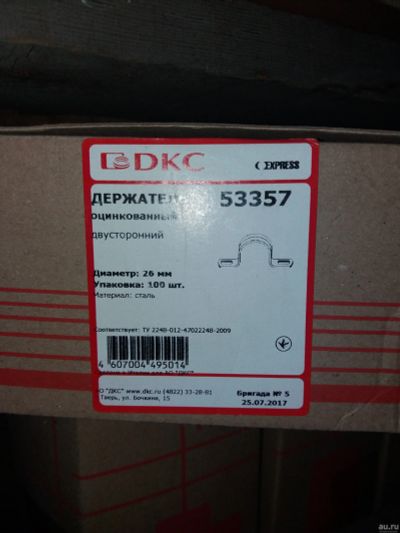 DKC
EXPRESS
ДЕРЖАТЕЛ 53357
оцинкованный
двусторонний
Диаметр: 26 мм
Упаковка: 100 шт.
Материал: сталь
Соответствует: ТУ 2248-012-47022248-2009
4 607004 495014
АО "ДКС" www.dkc.ru (4822) 33-28-81
Тверь, ул. Бочкина, 15
Бригада № 5
25.07.2017
au.ru